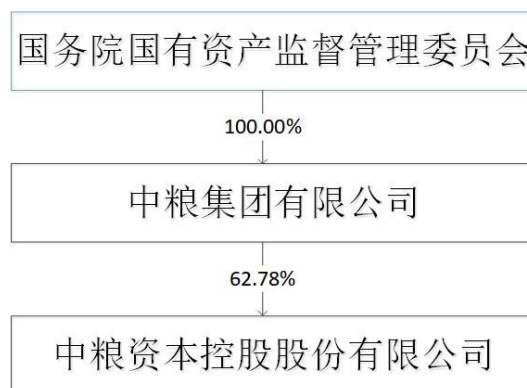 国务院国有资产监督管理委员会
100.00%
中粮集团有限公司
62.78%
中粮资本控股股份有限公司